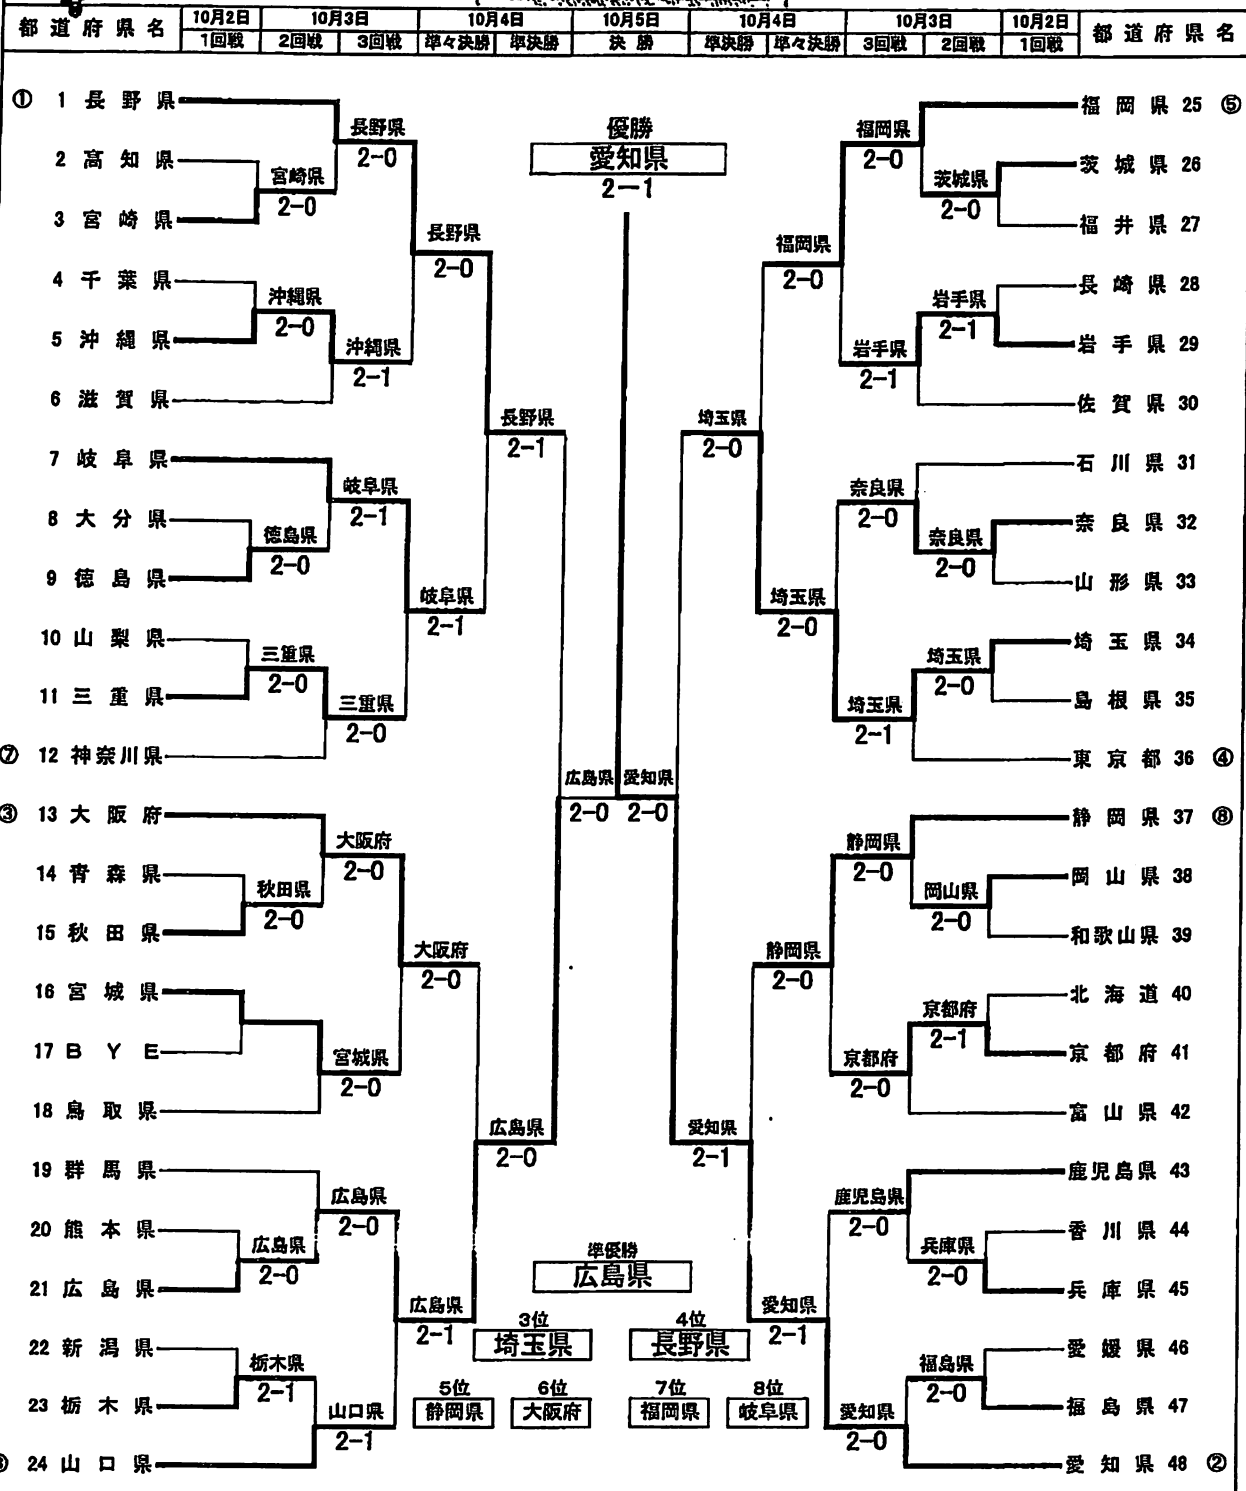 都道府県名 10月2日 10月3日 10月4日 10月5日 10月4日 10月3日 10月2日 都道府県名
1回戦 2回戦 3回戦 準々決勝 準決勝 決勝 準決勝 準々決勝 3回戦 2回戦 1回戦
① 1 長野県
2 高知県
3 宮崎県
4 千葉県
5 沖縄県
6 滋賀県
7 岐阜県
8 大分県
9 徳島県
10 山梨県
11 三重県
⑦ 12 神奈川県
③ 13 大阪府
14 青森県
15 秋田県
16 宮城県
17 BYE
18 鳥取県
19 群馬県
20 熊本県
21 広島県
22 新潟県
23 栃木県
24 山口県
宮崎県
2-0
沖縄県
2-0
徳島県
2-0
三重県
2-0
秋田県
2-0
広島県
2-0
栃木県
2-1
長野県
2-0
沖縄県
2-1
岐阜県
2-1
三重県
2-0
大阪府
2-0
宮城県
2-0
広島県
2-0
山口県
2-1
長野県
2-0
岐阜県
2-1
大阪府
2-0
広島県
2-1
長野県
2-1
広島県
2-0
優勝
愛知県
2-1
広島県 愛知県
2-0 2-0
準優勝
広島県
3位 4位
埼玉県 長野県
5位 6位 7位 8位
静岡県 大阪府 福岡県 岐阜県
埼玉県
2-0
愛知県
2-1
福岡県
2-0
埼玉県
2-0
静岡県
2-0
愛知県
2-1
福岡県
2-0
岩手県
2-1
奈良県
2-0
埼玉県
2-1
静岡県
2-0
京都府
2-0
鹿児島県
2-0
愛知県
2-0
茨城県
2-0
岩手県
2-1
奈良県
2-0
埼玉県
2-0
岡山県
2-0
京都府
2-1
兵庫県
2-0
福島県
2-0
福岡県 25 ⑤
茨城県 26
福井県 27
長崎県 28
岩手県 29
佐賀県 30
石川県 31
奈良県 32
山形県 33
埼玉県 34
島根県 35
東京都 36 ④
静岡県 37 ⑧
岡山県 38
和歌山県 39
北海道 40
京都府 41
富山県 42
鹿児島県 43
香川県 44
兵庫県 45
愛媛県 46
福島県 47
愛知県 48 ②